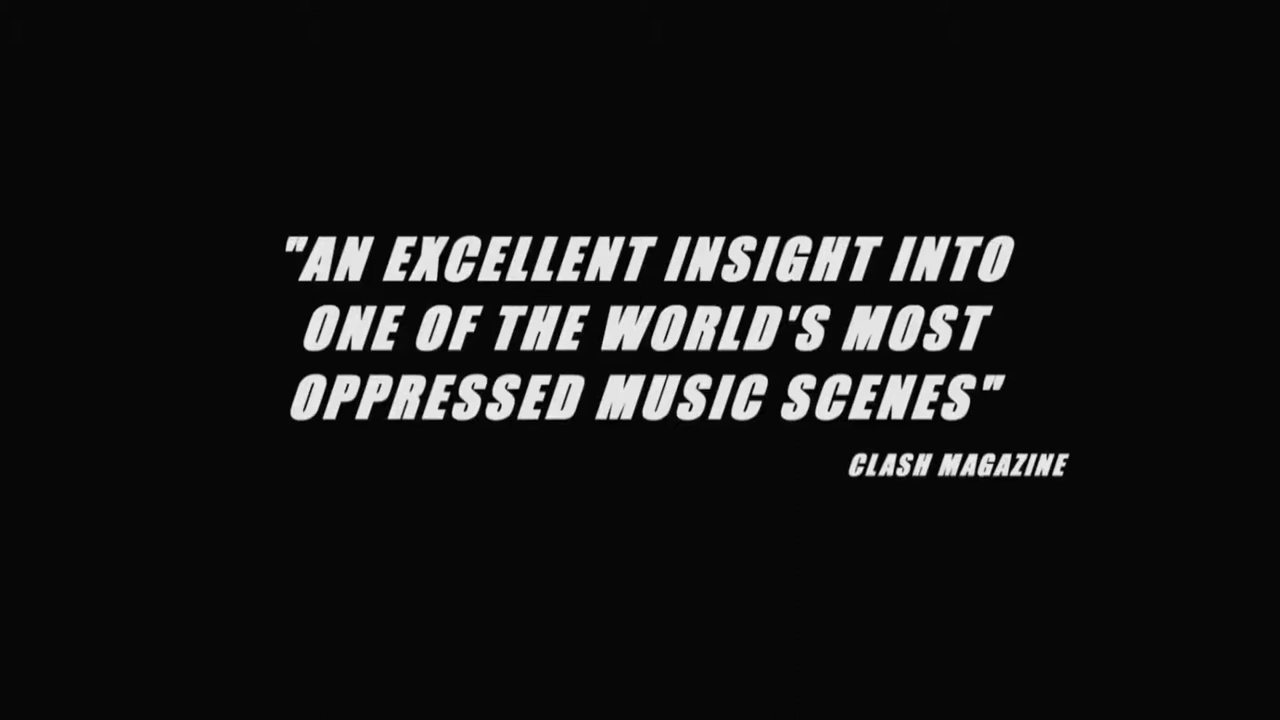 "AN EXCELLENT INSIGHT INTO
ONE OF THE WORLD'S MOST
OPPRESSED MUSIC SCENES"
CLASH MAGAZINE